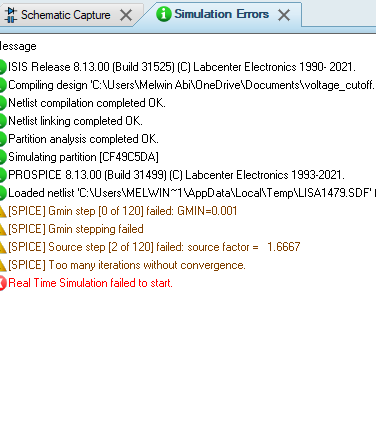 Schematic Capture
Simulation Errors
Message
ISIS Release 8.13.00 (Build 31525) (C) Labcenter Electronics 1990- 2021.
Compiling design 'C:\Users\Melwin Abi\OneDrive\Documents\voltage_cutoff.
Netlist compilation completed OK.
Netlist linking completed OK.
Partition analysis completed OK.
Simulating partition [CF49C5DA]
PROSPICE 8.13.00 (Build 31499) (C) Labcenter Electronics 1993-2021.
Loaded netlist 'C:\Users\MELWIN~1\AppData\Local\Temp\LISA1479.SDF'
[SPICE] Gmin step [0 of 120] failed: GMIN=0.001
[SPICE] Gmin stepping failed
[SPICE] Source step [2 of 120] failed: source factor = 1.6667
[SPICE] Too many iterations without convergence.
Real Time Simulation failed to start.